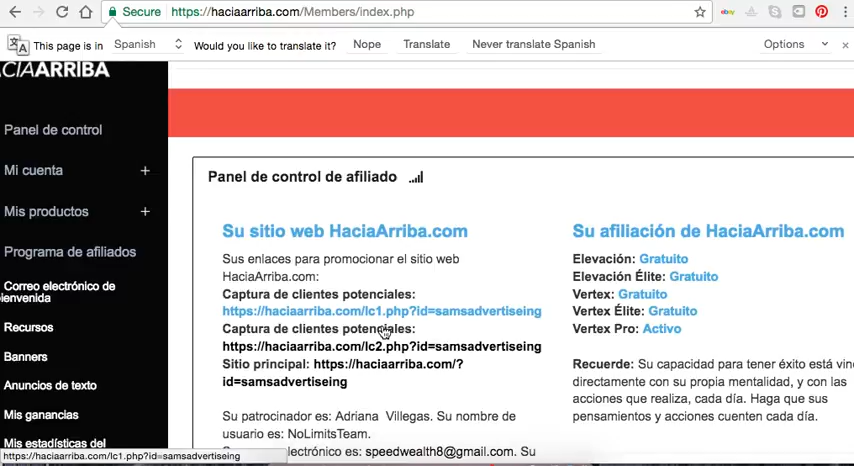 Secure https://haciaarriba.com/Members/index.php
This page is in Spanish Would you like to translate it? Nope Translate Never translate Spanish Options
CIAARRIBA
Panel de control
Mi cuenta +
Mis productos +
Programa de afiliados
Correo electrónico de
bienvenida
Recursos
Banners
Anuncios de texto
Mis ganancias
Mis estadísticas del
Panel de control de afiliado
Su sitio web HaciaArriba.com
Sus enlaces para promocionar el sitio web
HaciaArriba.com:
Captura de clientes potenciales:
https://haciaarriba.com/lc1.php?id=samsadvertiseing
Captura de clientes potenciales:
https://haciaarriba.com/lc2.php?id=samsadvertiseing
Sitio principal: https://haciaarriba.com/?
id=samsadvertiseing
Su patrocinador es: Adriana Villegas. Su nombre de
usuario es: NoLimitsTeam.
electrónico es: speedwealth8@gmail.com. Su
Su afiliación de HaciaArriba.com
Elevación: Gratuito
Elevación Élite: Gratuito
Vertex: Gratuito
Vertex Élite: Gratuito
Vertex Pro: Activo
Recuerde: Su capacidad para tener éxito está vinc
directamente con su propia mentalidad, y con las
acciones que realiza, cada día. Haga que sus
pensamientos y acciones cuenten cada día.
https://haciaarriba.com/lc1.php?id=samsadvertiseing